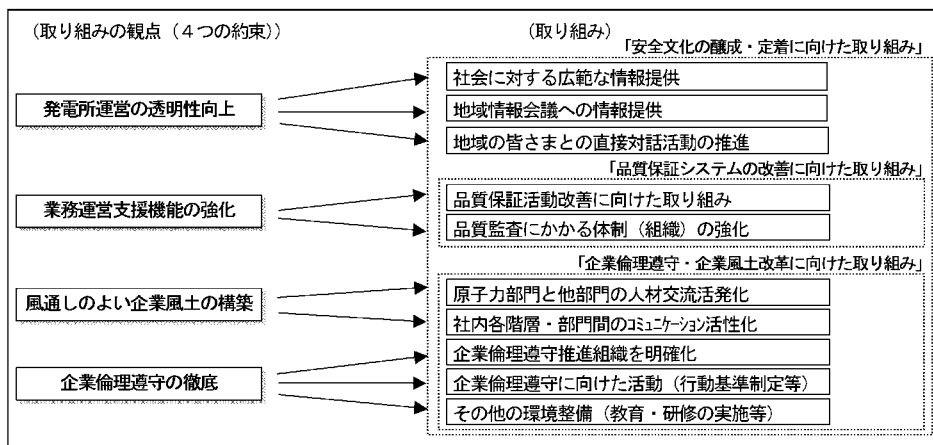 （取り組みの観点（４つの約束））
（取り組み）
「安全文化の醸成・定着に向けた取り組み」
発電所運営の透明性向上
社会に対する広範な情報提供
地域情報会議への情報提供
地域の皆さまとの直接対話活動の推進
「品質保証システムの改善に向けた取り組み」
業務運営支援機能の強化
品質保証活動改善に向けた取り組み
品質監査にかかる体制（組織）の強化
「企業倫理遵守・企業風土改革に向けた取り組み」
風通しのよい企業風土の構築
原子力部門と他部門の人材交流活発化
社内各階層・部門間のｺﾐｭﾆｹｰｼｮﾝ活性化
企業倫理遵守の徹底
企業倫理遵守推進組織を明確化
企業倫理遵守に向けた活動（行動基準制定等）
その他の環境整備（教育・研修の実施等）